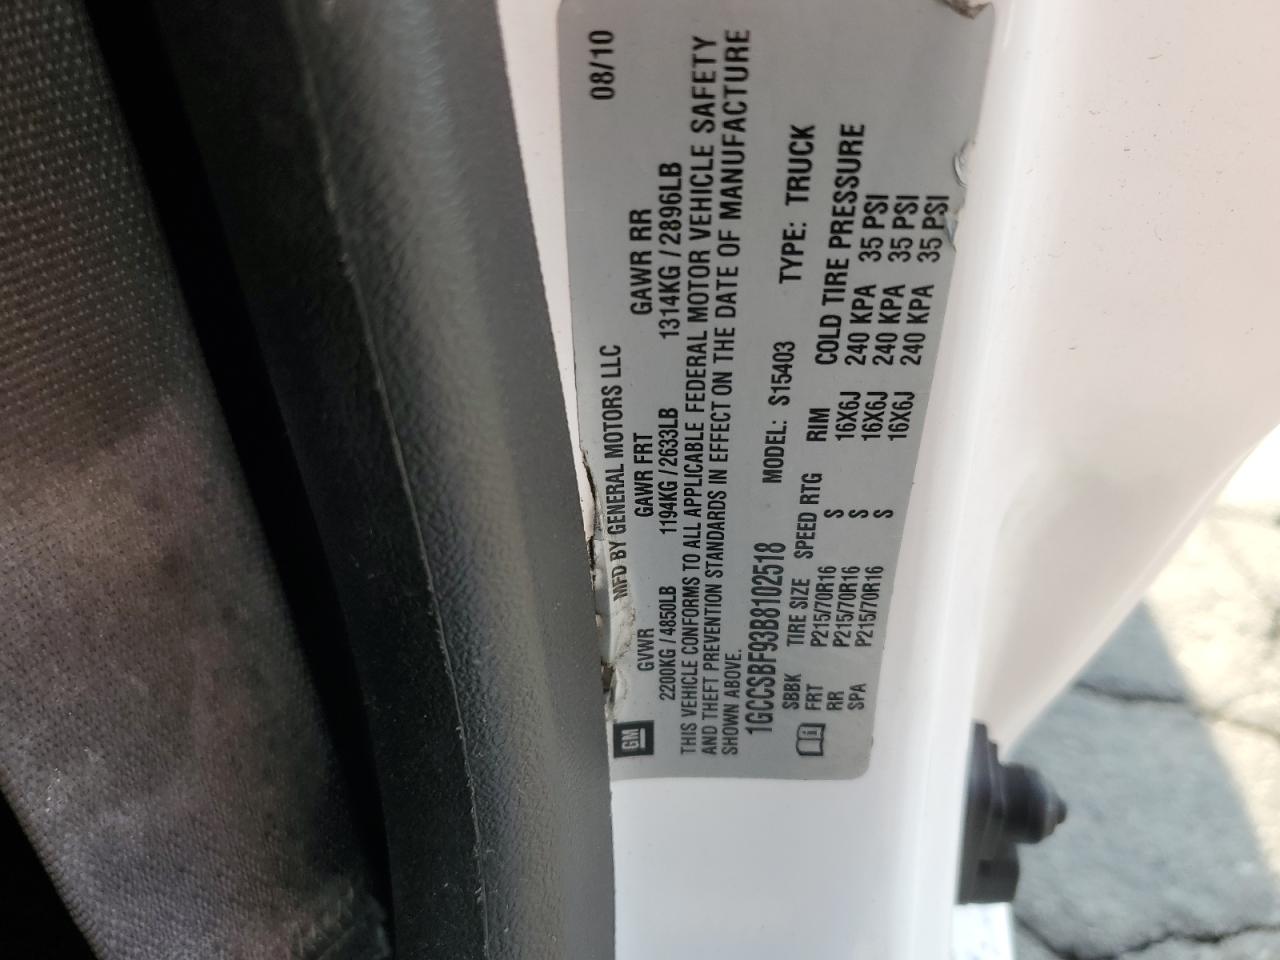 08/10
GM MFD BY GENERAL MOTORS LLC
GVWR GAWR FRT GAWR RR
2200KG / 4850LB 1194KG / 2633LB 1314KG / 2896LB
THIS VEHICLE CONFORMS TO ALL APPLICABLE FEDERAL MOTOR VEHICLE SAFETY
AND THEFT PREVENTION STANDARDS IN EFFECT ON THE DATE OF MANUFACTURE
SHOWN ABOVE.
1GCCSBF93B8102518 MODEL: S15403 TYPE: TRUCK
SBBK TIRE SIZE SPEED RTG RIM COLD TIRE PRESSURE
FRT P215/70R16 S 16X6J 240 KPA 35 PSI
RR P215/70R16 S 16X6J 240 KPA 35 PSI
SPA P215/70R16 S 16X6J 240 KPA 35 PSI